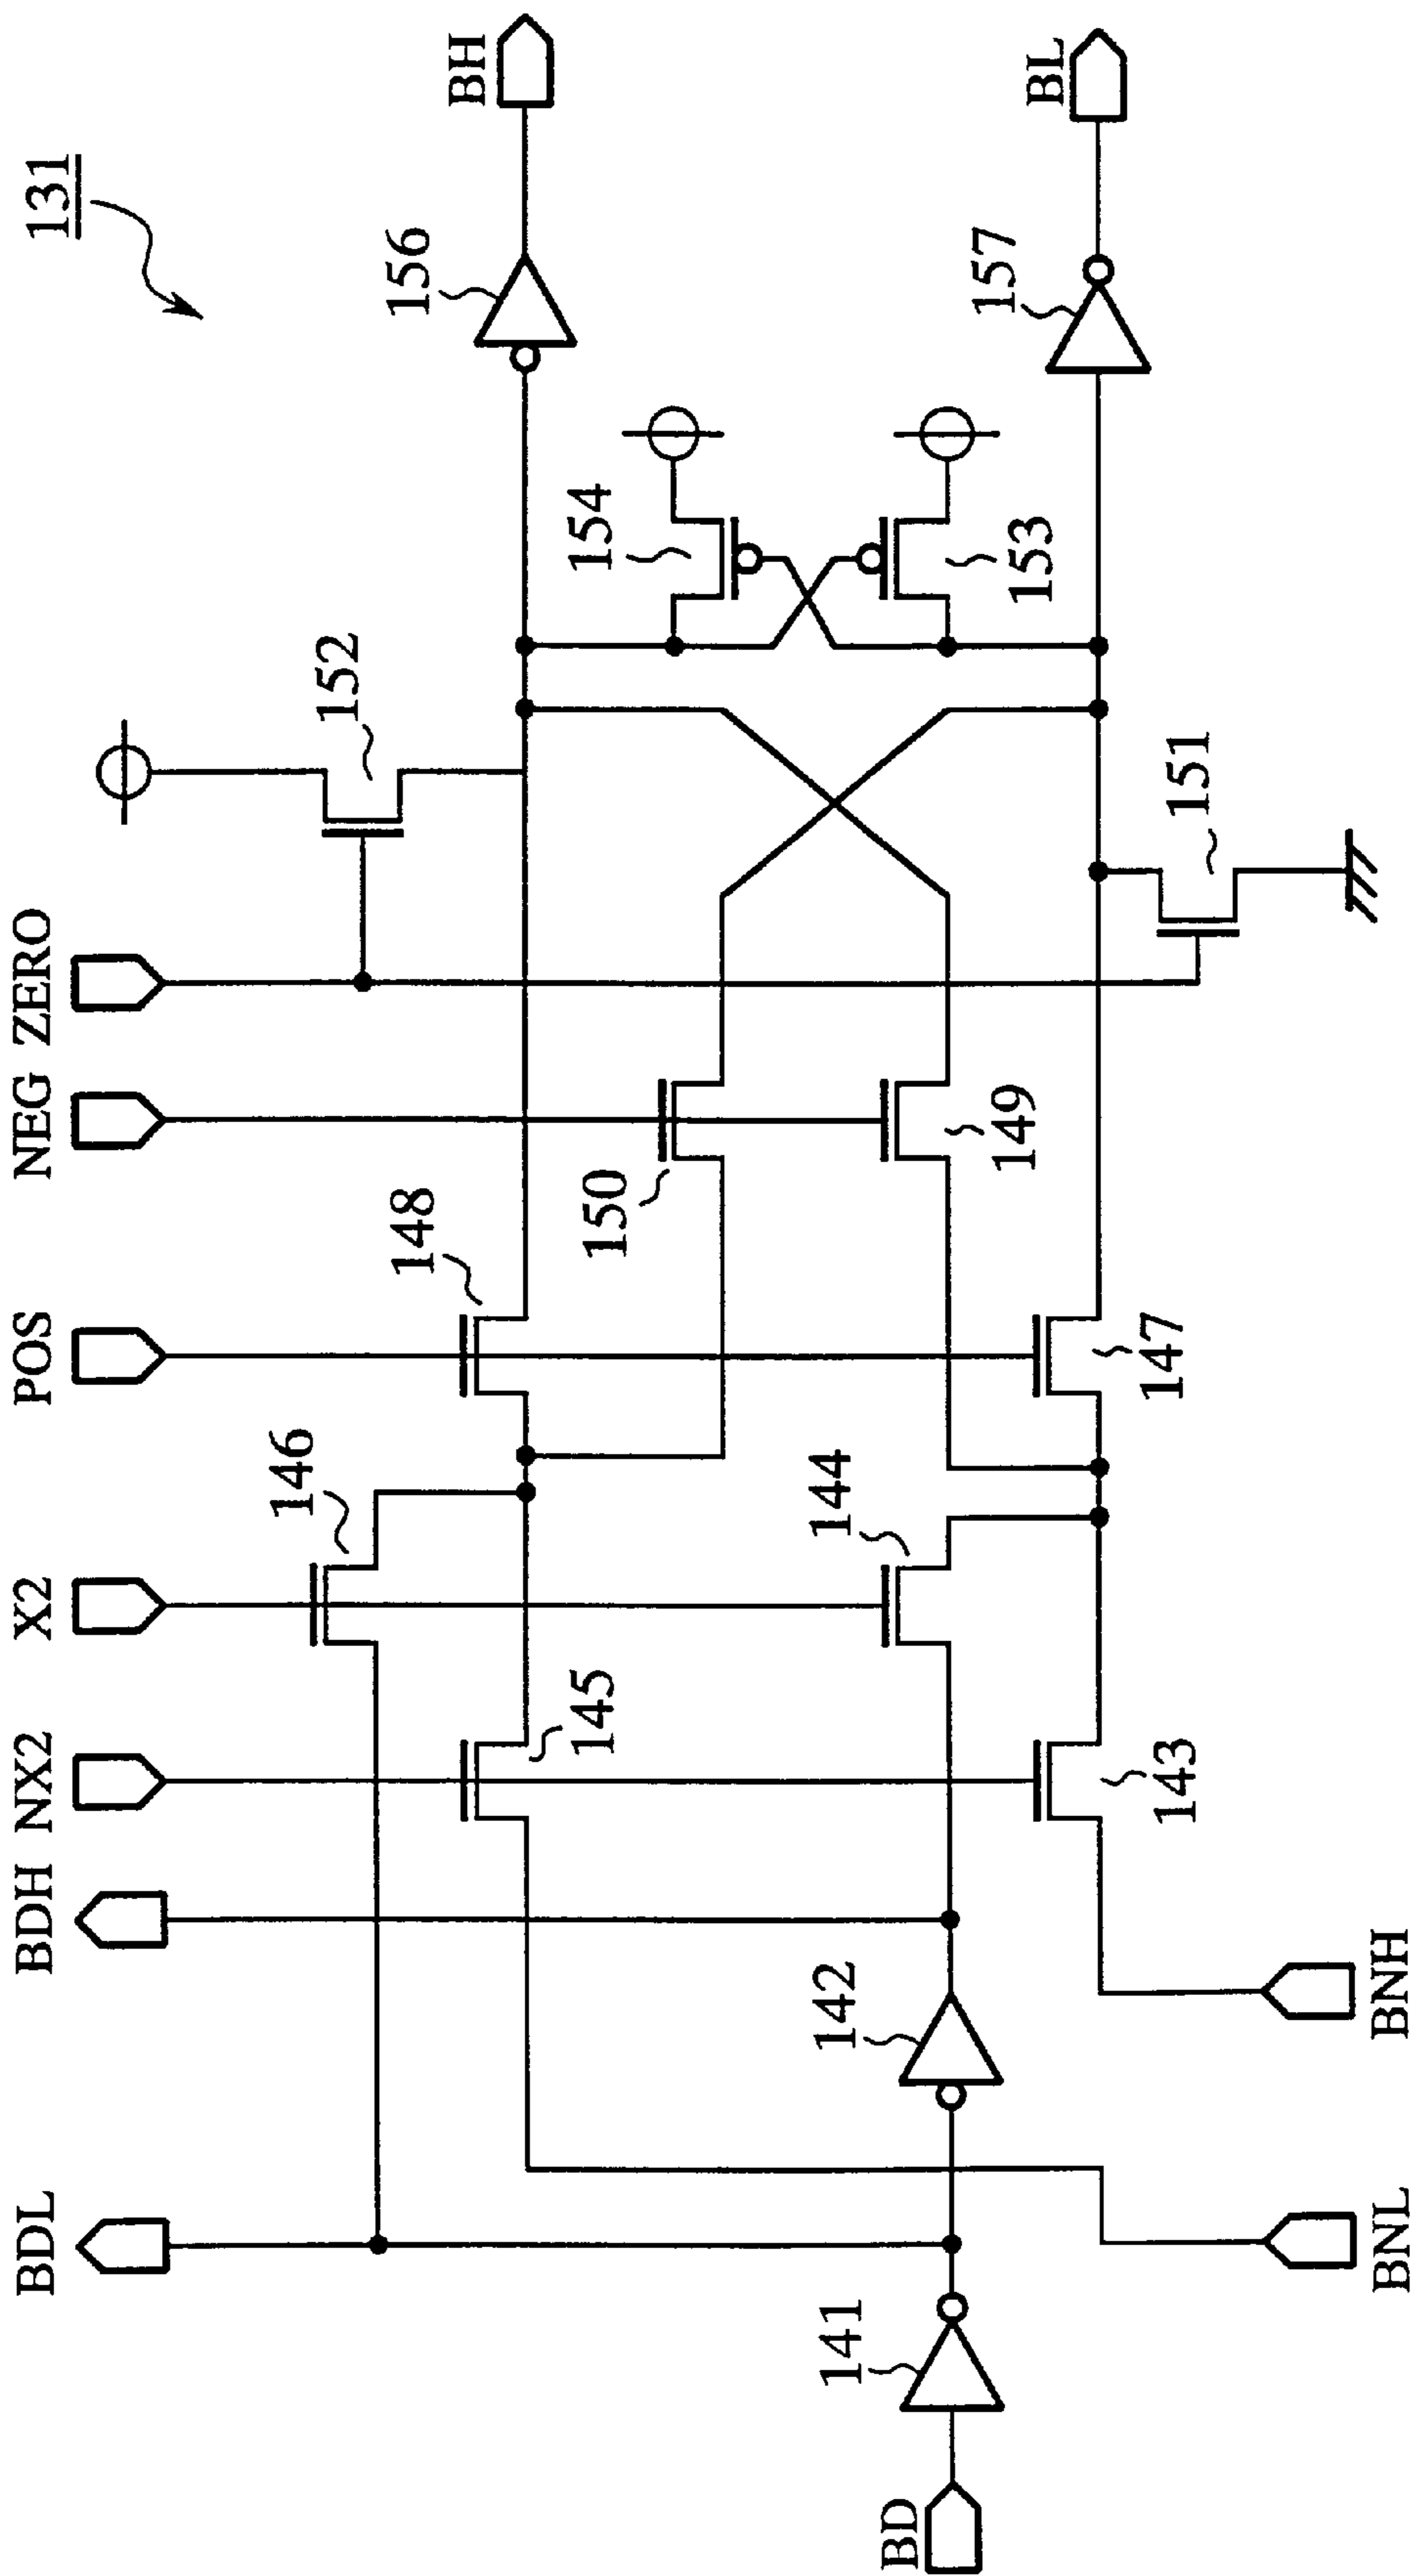 131
BH
BL
156
157
154
153
152
151
ZERO
NEG
150
149
148
147
POS
146
144
X2
145
143
NX2
BDH
142
BNH
BDL
141
BNL
BD